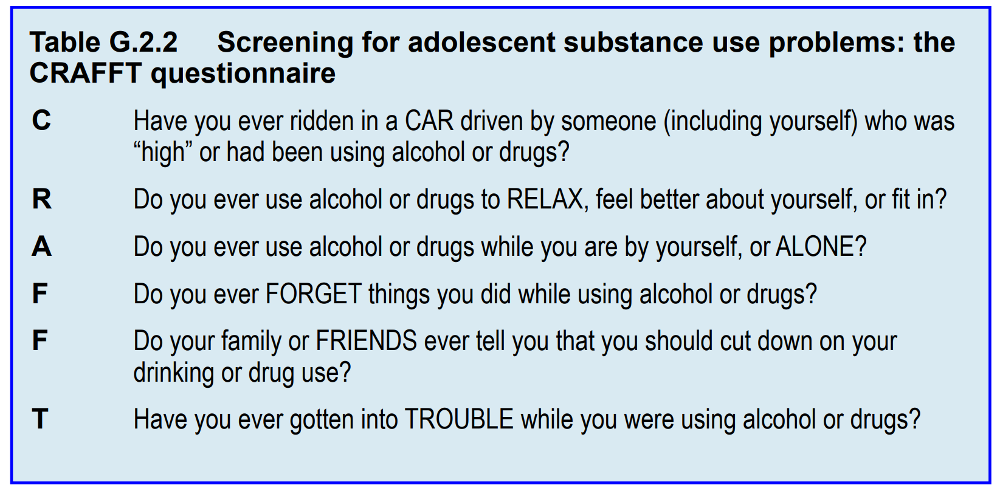 Table G.2.2 Screening for adolescent substance use problems: the
CRAFFT questionnaire
C Have you ever ridden in a CAR driven by someone (including yourself) who was
“high” or had been using alcohol or drugs?
R Do you ever use alcohol or drugs to RELAX, feel better about yourself, or fit in?
A Do you ever use alcohol or drugs while you are by yourself, or ALONE?
F Do you ever FORGET things you did while using alcohol or drugs?
F Do your family or FRIENDS ever tell you that you should cut down on your
drinking or drug use?
T Have you ever gotten into TROUBLE while you were using alcohol or drugs?